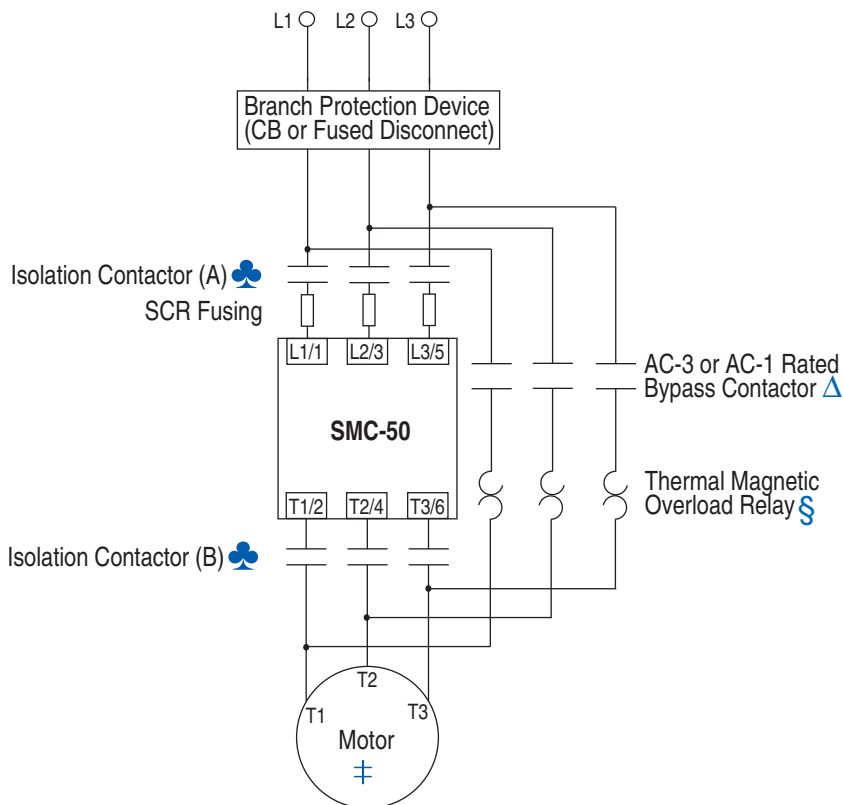 L1 L2 L3
Branch Protection Device
(CB or Fused Disconnect)
Isolation Contactor (A) ♣
SCR Fusing
L1/1 L2/3 L3/5
AC-3 or AC-1 Rated
Bypass Contactor Δ
SMC-50
Thermal Magnetic
Overload Relay §
T1/2 T2/4 T3/6
Isolation Contactor (B) ♣
T2
T1 T3
Motor
‡